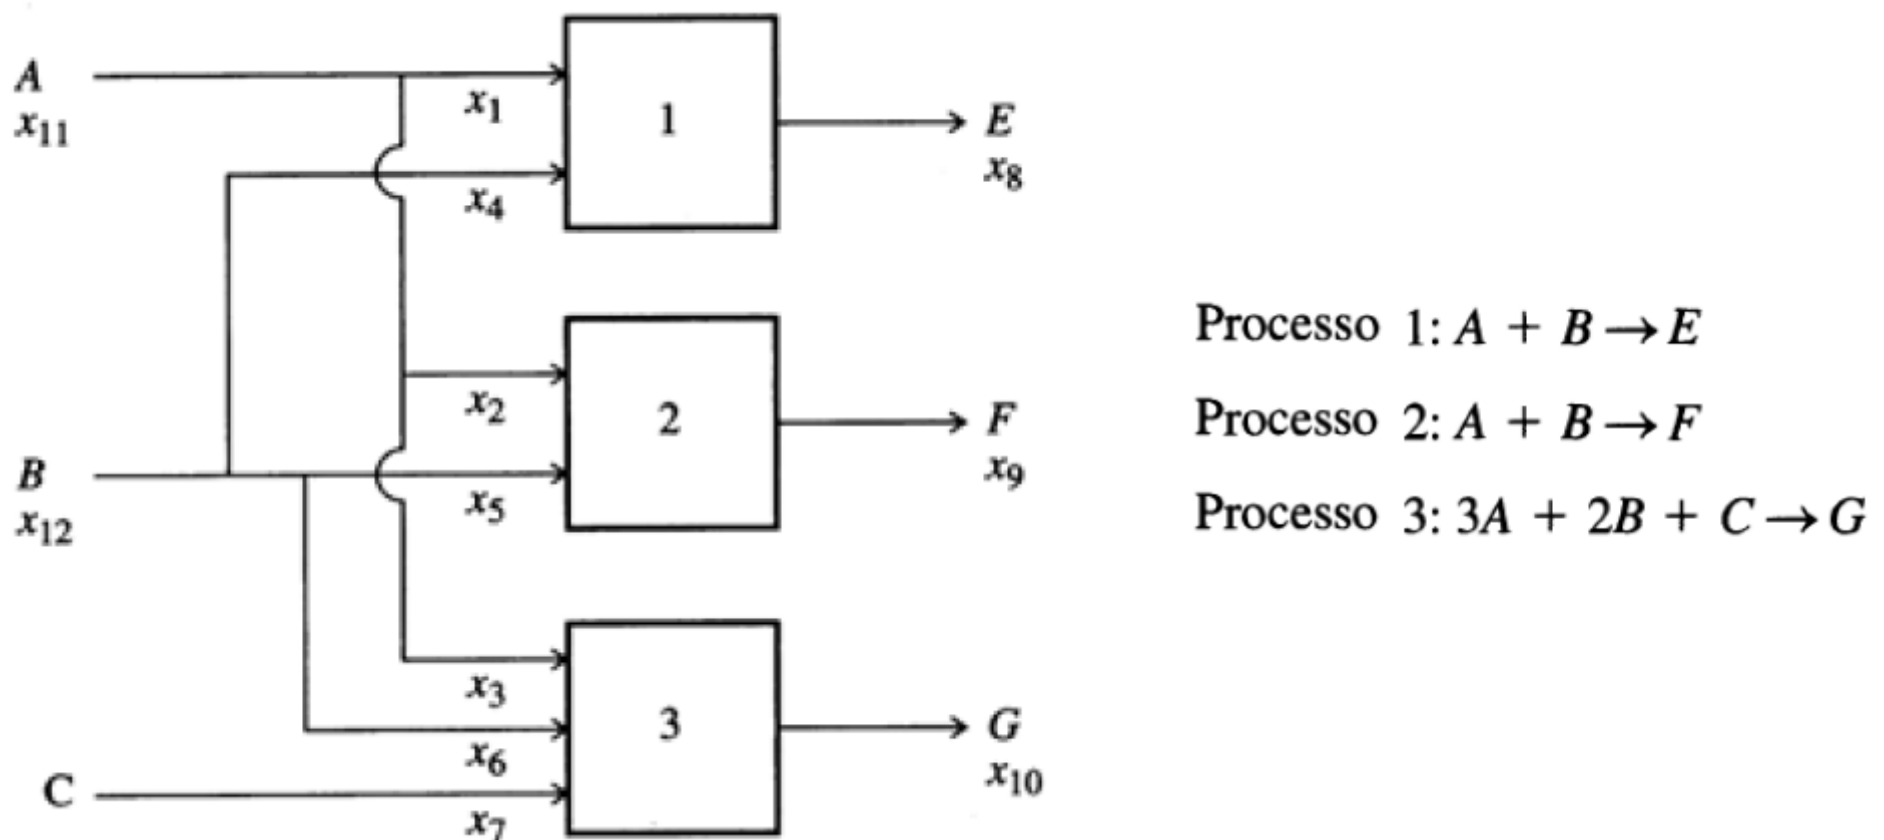 A
x11
x1
1
E
x8
x4
x2
2
F
x9
B
x12
x5
x3
3
G
x10
x6
C
x7
Processo 1: A + B → E
Processo 2: A + B → F
Processo 3: 3A + 2B + C → G